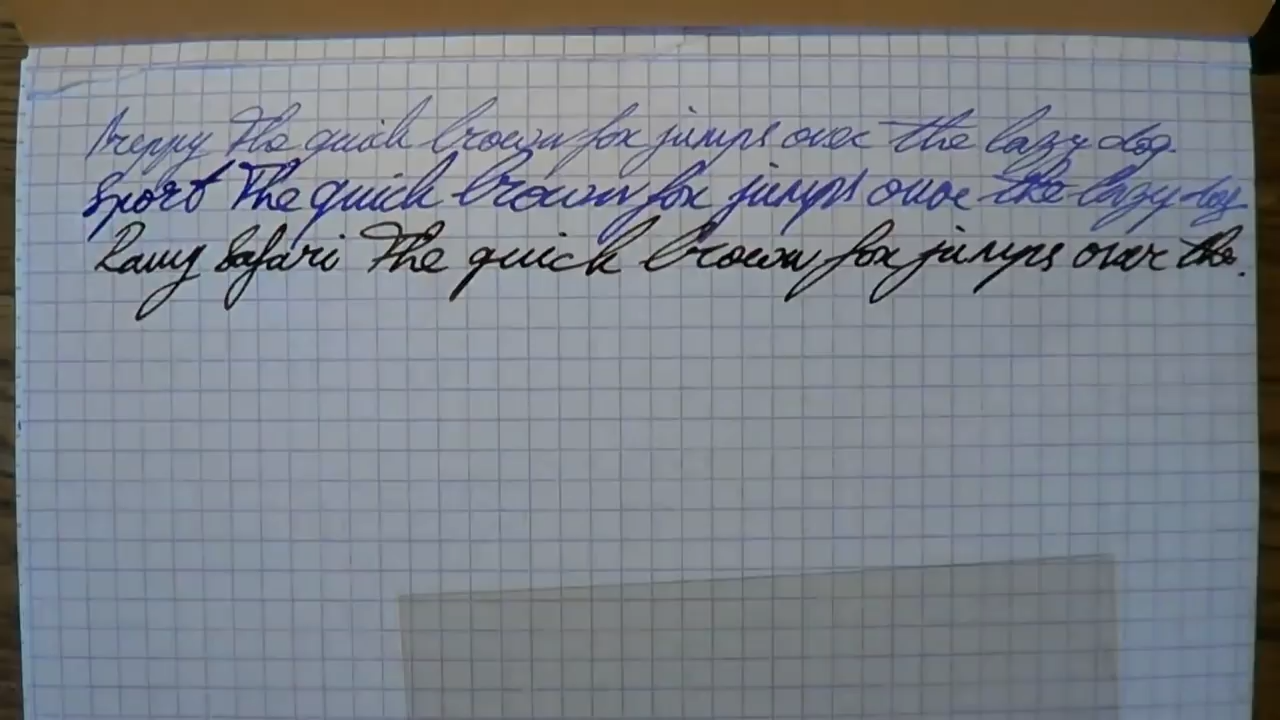 Preppy The quick brown fox jumps over the lazy dog.
Sport The quick brown fox jumps over the lazy dog
Lamy Safari The quick brown fox jumps over the.